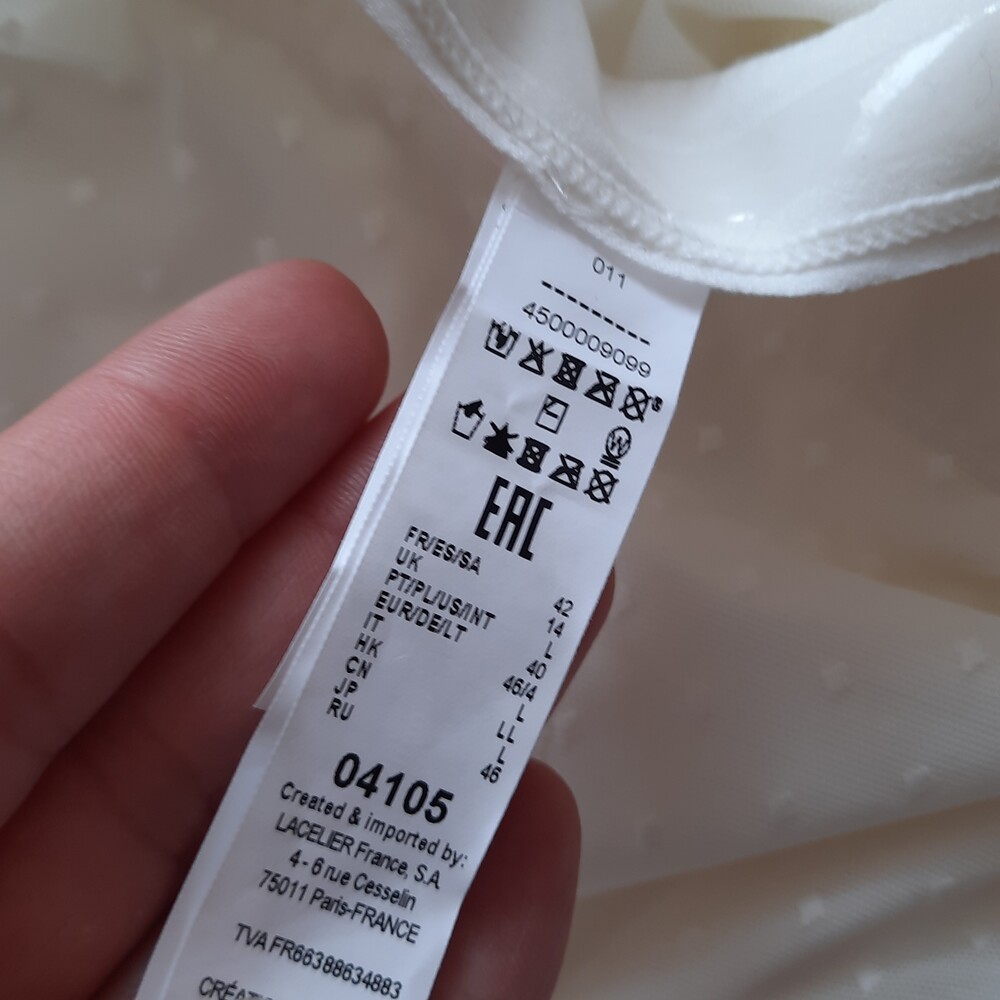 011
4500009099
EAC
FR/ES/SA 42
UK 14
PT/PL/US/INT L
EUR/DE/LT 40
IT 46/4
HK L
CN LL
JP L
RU 46
04105
Created & imported by:
LACELIER France, S.A.
4 - 6 rue Cesselin
75011 Paris-FRANCE
TVA FR66388634883